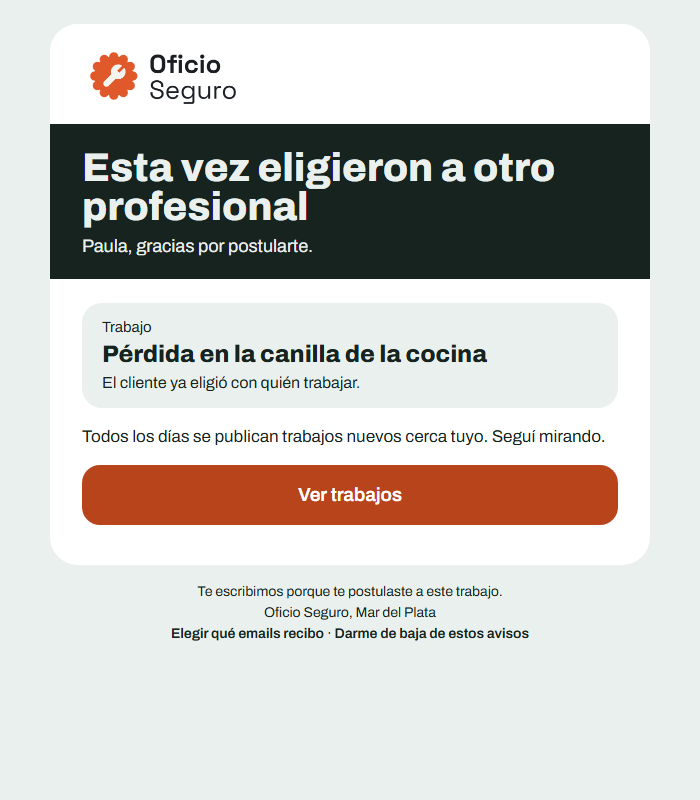 Oficio
Seguro
Esta vez eligieron a otro
profesional
Paula, gracias por postularte.
Trabajo
Pérdida en la canilla de la cocina
El cliente ya eligió con quién trabajar.
Todos los días se publican trabajos nuevos cerca tuyo. Seguí mirando.
Ver trabajos
Te escribimos porque te postulaste a este trabajo.
Oficio Seguro, Mar del Plata
Elegir qué emails recibo · Darme de baja de estos avisos